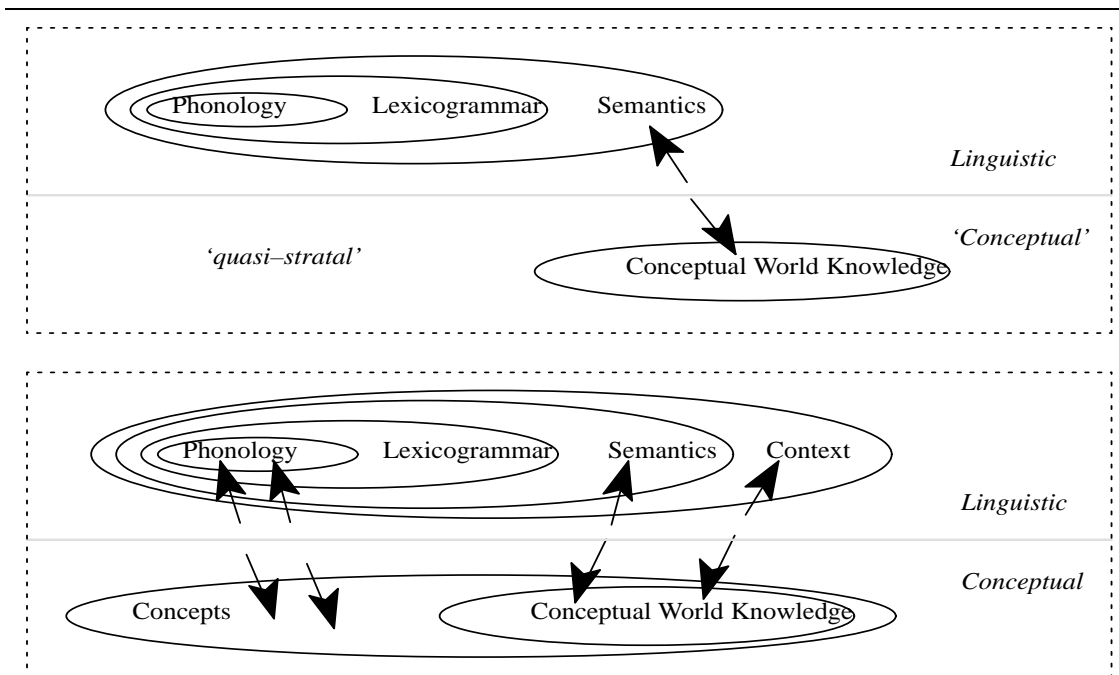 Phonology Lexicogrammar Semantics
Linguistic
‘Conceptual’
‘quasi–stratal’
Conceptual World Knowledge
Phonology Lexicogrammar Semantics Context
Linguistic
Conceptual
Concepts Conceptual World Knowledge